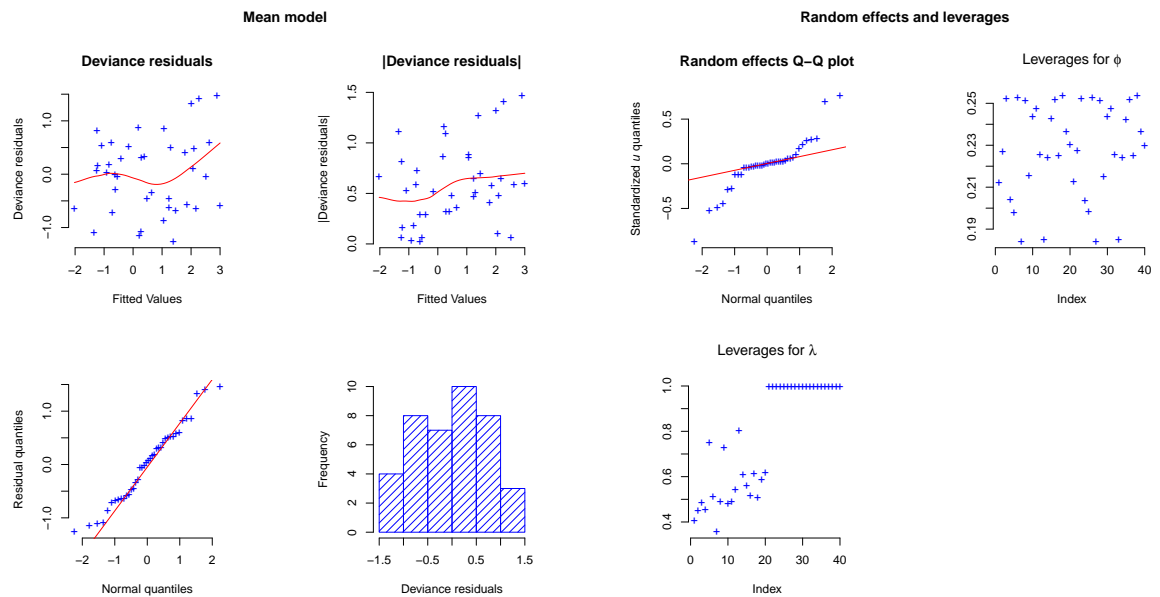 Mean model
Random effects and leverages
Deviance residuals
Deviance residuals
1.0
0.0
−1.0
−2 −1 0 1 2 3
Fitted Values
|Deviance residuals|
|Deviance residuals|
1.5
1.0
0.5
0.0
−2 −1 0 1 2 3
Fitted Values
Random effects Q−Q plot
Standardized u quantiles
0.5
0.0
−0.5
−2 −1 0 1 2
Normal quantiles
Leverages for ϕ
0.25
0.23
0.21
0.19
0 10 20 30 40
Index
Residual quantiles
1.0
0.0
−1.0
−2 −1 0 1 2
Normal quantiles
Frequency
10
8
6
4
2
0
−1.5 −0.5 0.5 1.5
Deviance residuals
Leverages for λ
1.0
0.8
0.6
0.4
0 10 20 30 40
Index